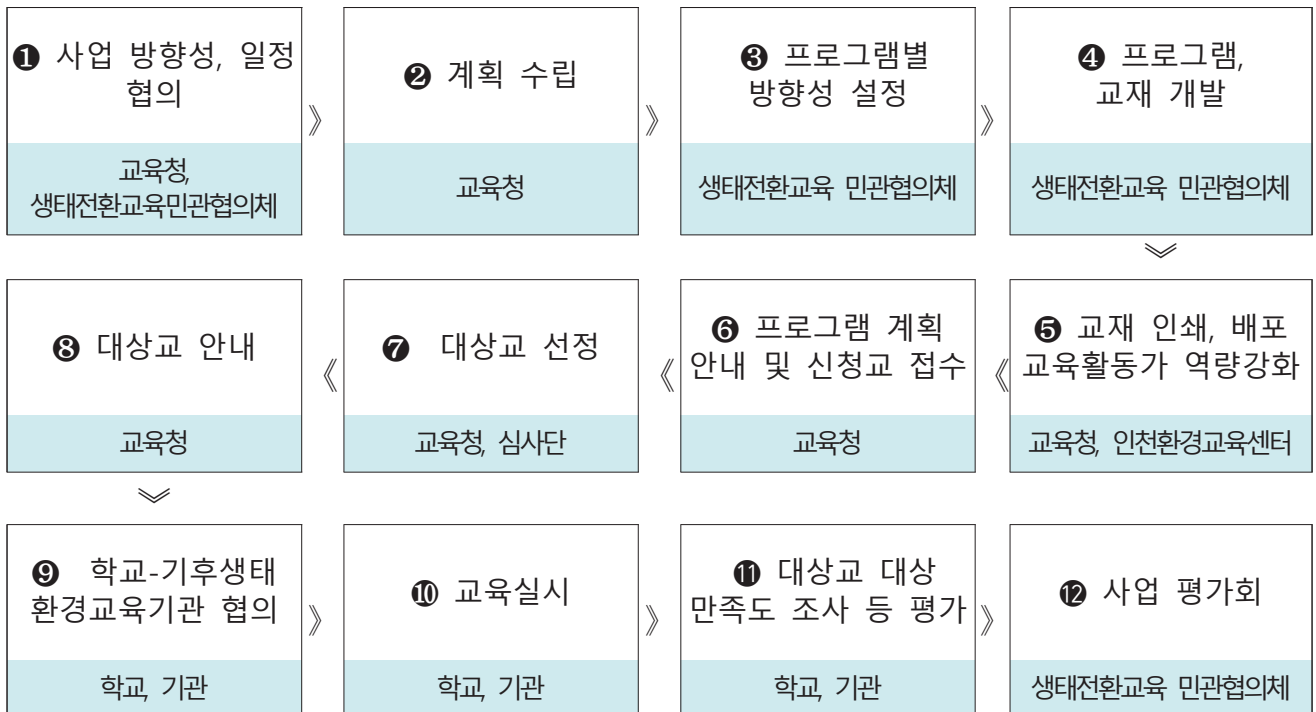 ❶ 사업 방향성, 일정
협의
교육청,
생태전환교육민관협의체
》
❷ 계획 수립
교육청
》
❸ 프로그램별
방향성 설정
생태전환교육 민관협의체
》
❹ 프로그램,
교재 개발
생태전환교육 민관협의체
》
❺ 교재 인쇄, 배포
교육활동가 역량강화
교육청, 인천환경교육센터
《
❻ 프로그램 계획
안내 및 신청교 접수
교육청
《
❼ 대상교 선정
교육청, 심사단
《
❽ 대상교 안내
교육청
》
❾ 학교-기후생태
환경교육기관 협의
학교, 기관
》
❿ 교육실시
학교, 기관
》
⓫ 대상교 대상
만족도 조사 등 평가
학교, 기관
》
⓬ 사업 평가회
생태전환교육 민관협의체